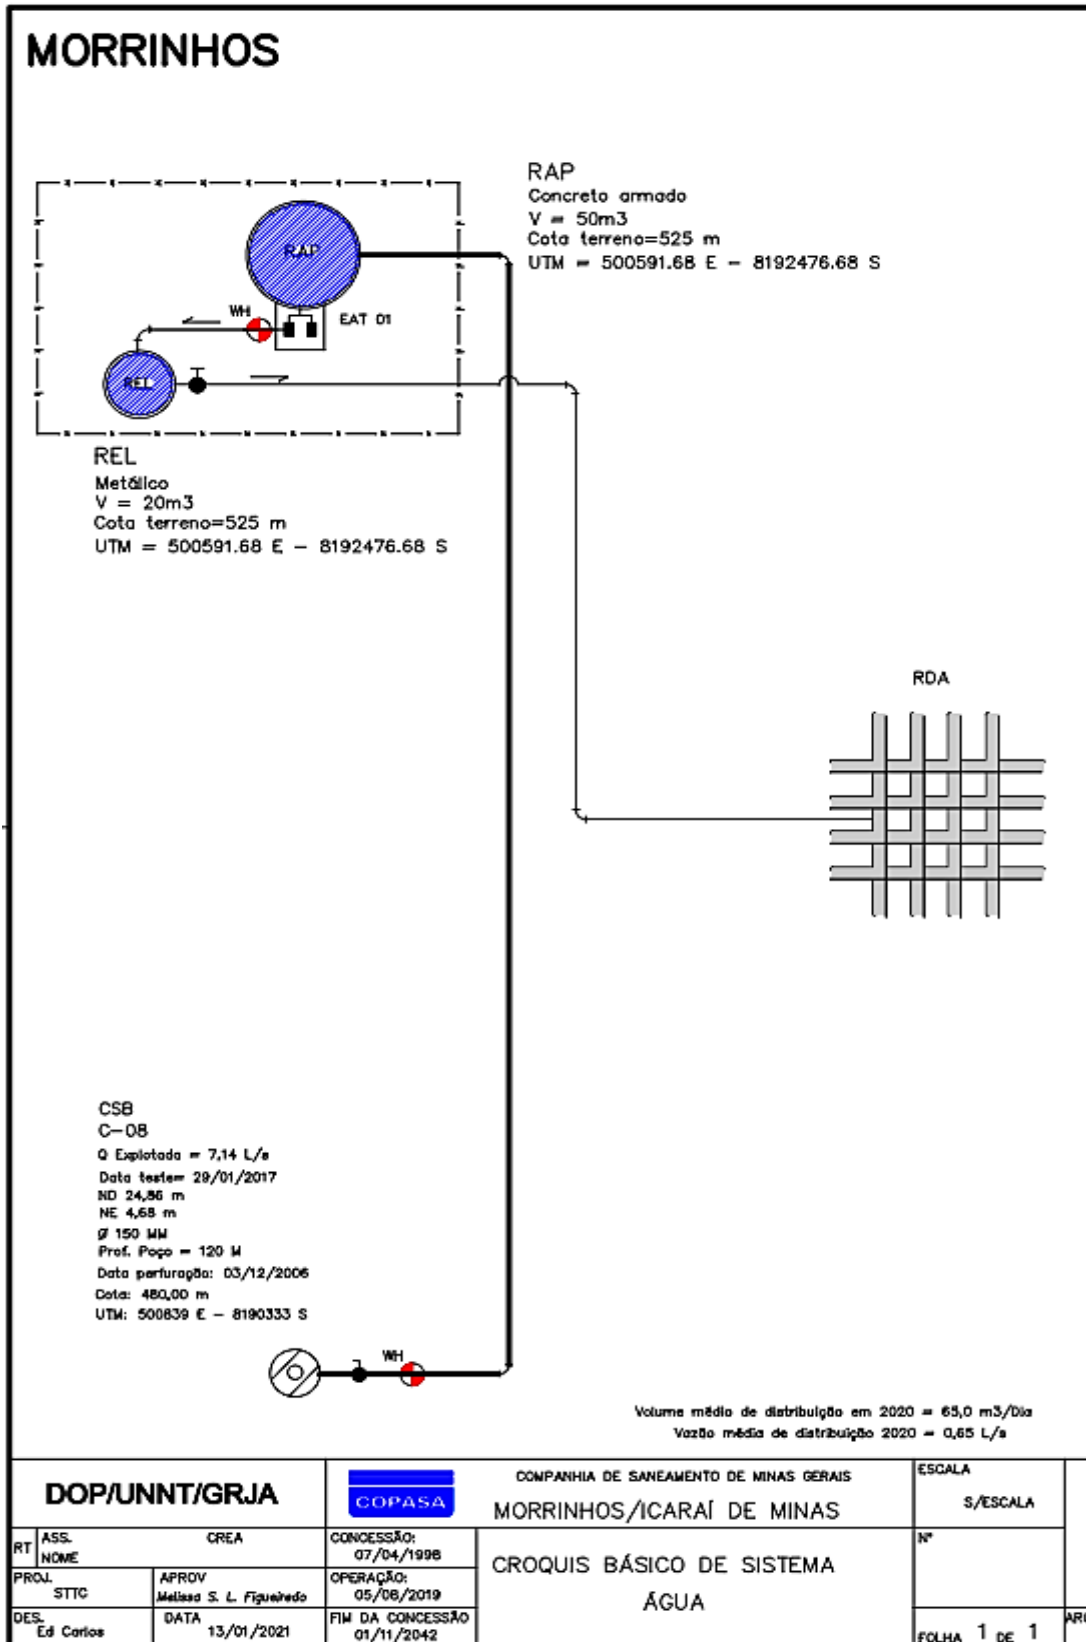 MORRINHOS
RAP
Concreto armado
V = 50m3
Cota terreno=525 m
UTM = 500591.68 E - 8192476.68 S
RAP
WH
EAT 01
REL
REL
Metálico
V = 20m3
Cota terreno=525 m
UTM = 500591.68 E - 8192476.68 S
RDA
CSB
C-08
Q Explotada = 7,14 L/s
Data teste= 29/01/2017
ND 24,86 m
NE 4,68 m
Ø 150 MM
Prof. Poço = 120 M
Data perfuração: 03/12/2006
Cota: 480,00 m
UTM: 500839 E - 8190333 S
WH
Volume médio de distribuição em 2020 = 65,0 m3/Dia
Vazão média de distribuição 2020 = 0,65 L/s
DOP/UNNT/GRJA
COPASA
COMPANHIA DE SANEAMENTO DE MINAS GERAIS
MORRINHOS/ICARAÍ DE MINAS
ESCALA
S/ESCALA
RT
ASS.
NOME
CREA
CONCESSÃO:
07/04/1998
CROQUIS BÁSICO DE SISTEMA
ÁGUA
Nº
PROJ.
STTC
APROV
Melissa S. L. Figueiredo
OPERAÇÃO:
05/08/2019
DES.
Ed Carlos
DATA
13/01/2021
FIM DA CONCESSÃO
01/11/2042
FOLHA 1 DE 1